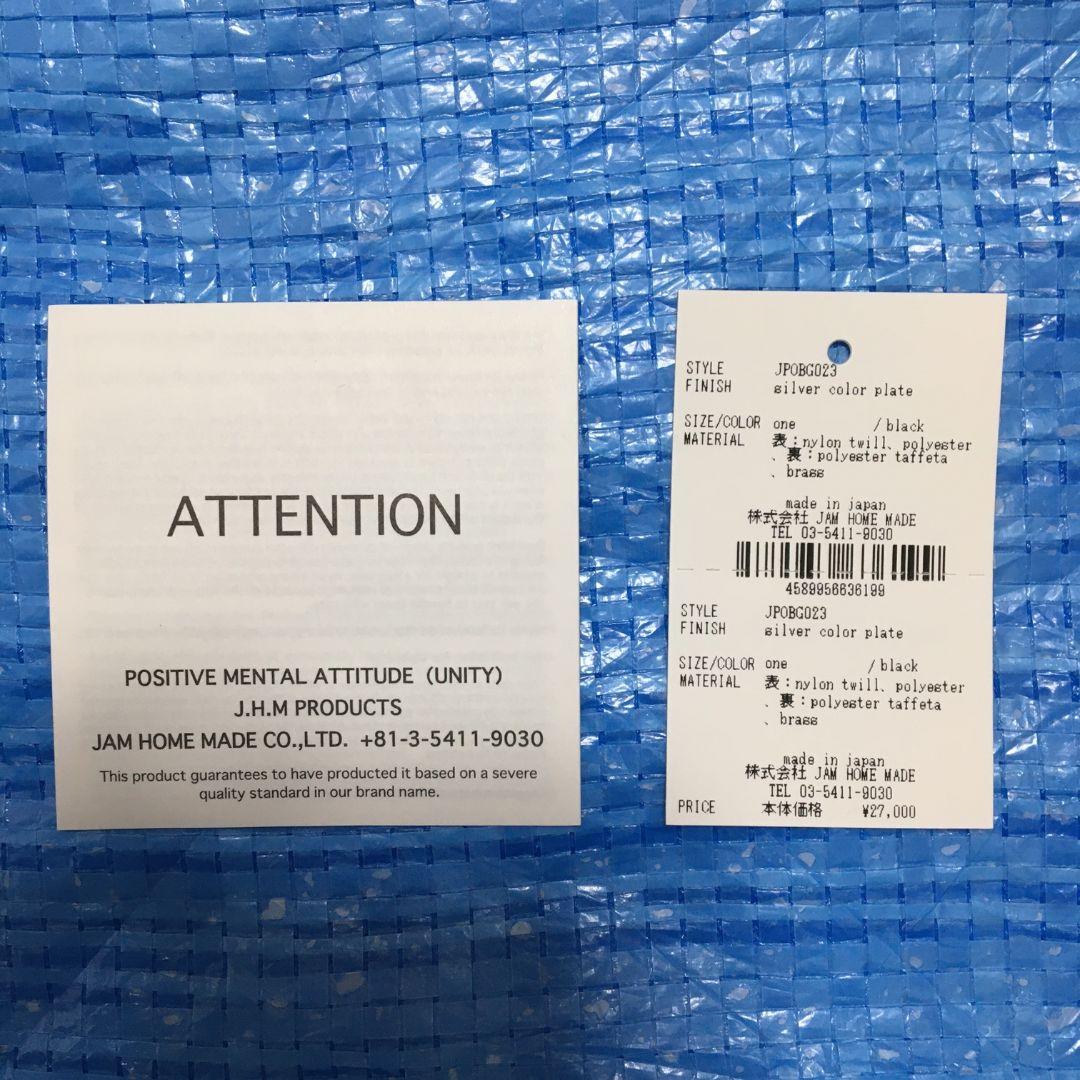 ATTENTION
POSITIVE MENTAL ATTITUDE (UNITY)
J.H.M PRODUCTS
JAM HOME MADE CO.,LTD. +81-3-5411-9030
This product guarantees to have producted it based on a severe
quality standard in our brand name.
STYLE JPOBG023
FINISH silver color plate
SIZE/COLOR one /black
MATERIAL 表:nylon twill、polyester
、裏:polyester taffeta
、brass
made in japan
株式会社 JAM HOME MADE
TEL 03-5411-9030
4589956636199
STYLE JPOBG023
FINISH silver color plate
SIZE/COLOR one /black
MATERIAL 表:nylon twill、polyester
、裏:polyester taffeta
、brass
made in japan
株式会社 JAM HOME MADE
TEL 03-5411-9030
PRICE 本体価格 ¥27,000